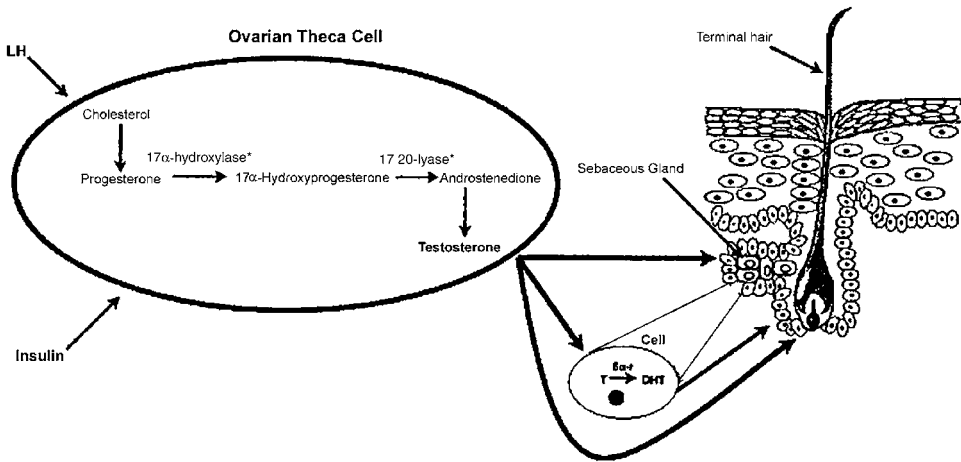 Ovarian Theca Cell
LH
Cholesterol
17α-hydroxylase*
17 20-lyase*
Progesterone
17α-Hydroxyprogesterone
Androstenedione
Testosterone
Insulin
Terminal hair
Sebaceous Gland
Cell
T
DHT